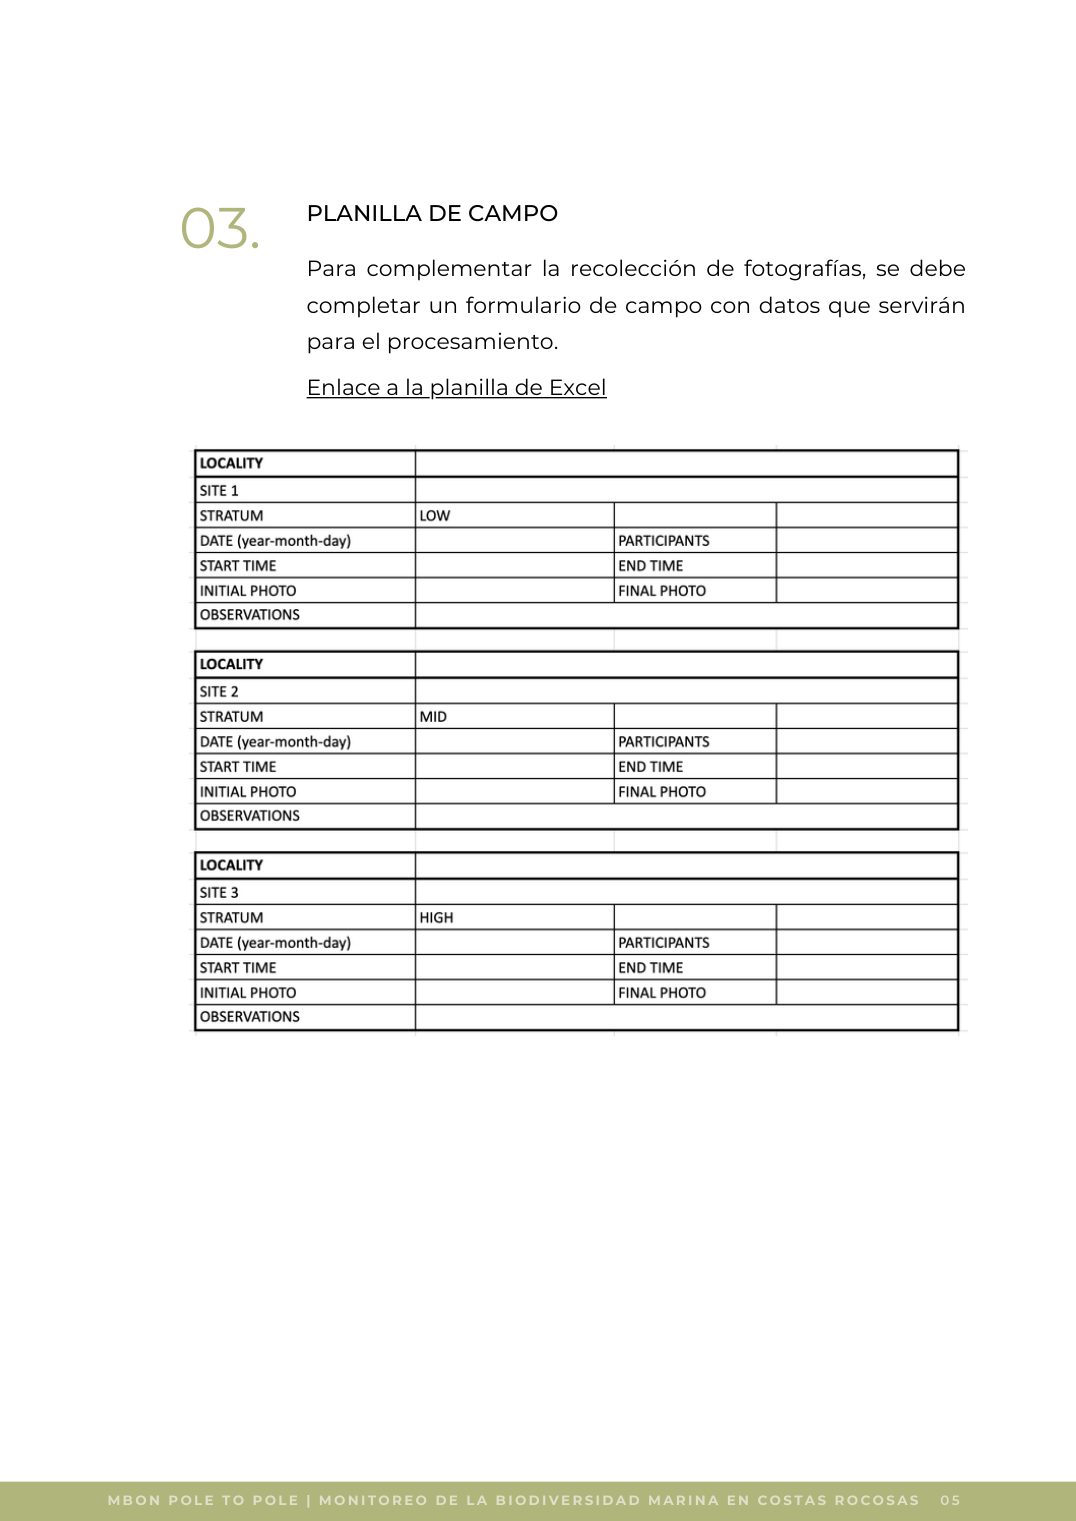 03.
PLANILLA DE CAMPO
Para complementar la recolección de fotografías, se debe
completar un formulario de campo con datos que servirán
para el procesamiento.
Enlace a la planilla de Excel
LOCALITY
SITE 1
STRATUM LOW
DATE (year-month-day) PARTICIPANTS
START TIME END TIME
INITIAL PHOTO FINAL PHOTO
OBSERVATIONS
LOCALITY
SITE 2
STRATUM MID
DATE (year-month-day) PARTICIPANTS
START TIME END TIME
INITIAL PHOTO FINAL PHOTO
OBSERVATIONS
LOCALITY
SITE 3
STRATUM HIGH
DATE (year-month-day) PARTICIPANTS
START TIME END TIME
INITIAL PHOTO FINAL PHOTO
OBSERVATIONS
MBON POLE TO POLE | MONITOREO DE LA BIODIVERSIDAD MARINA EN COSTAS ROCOSAS 05